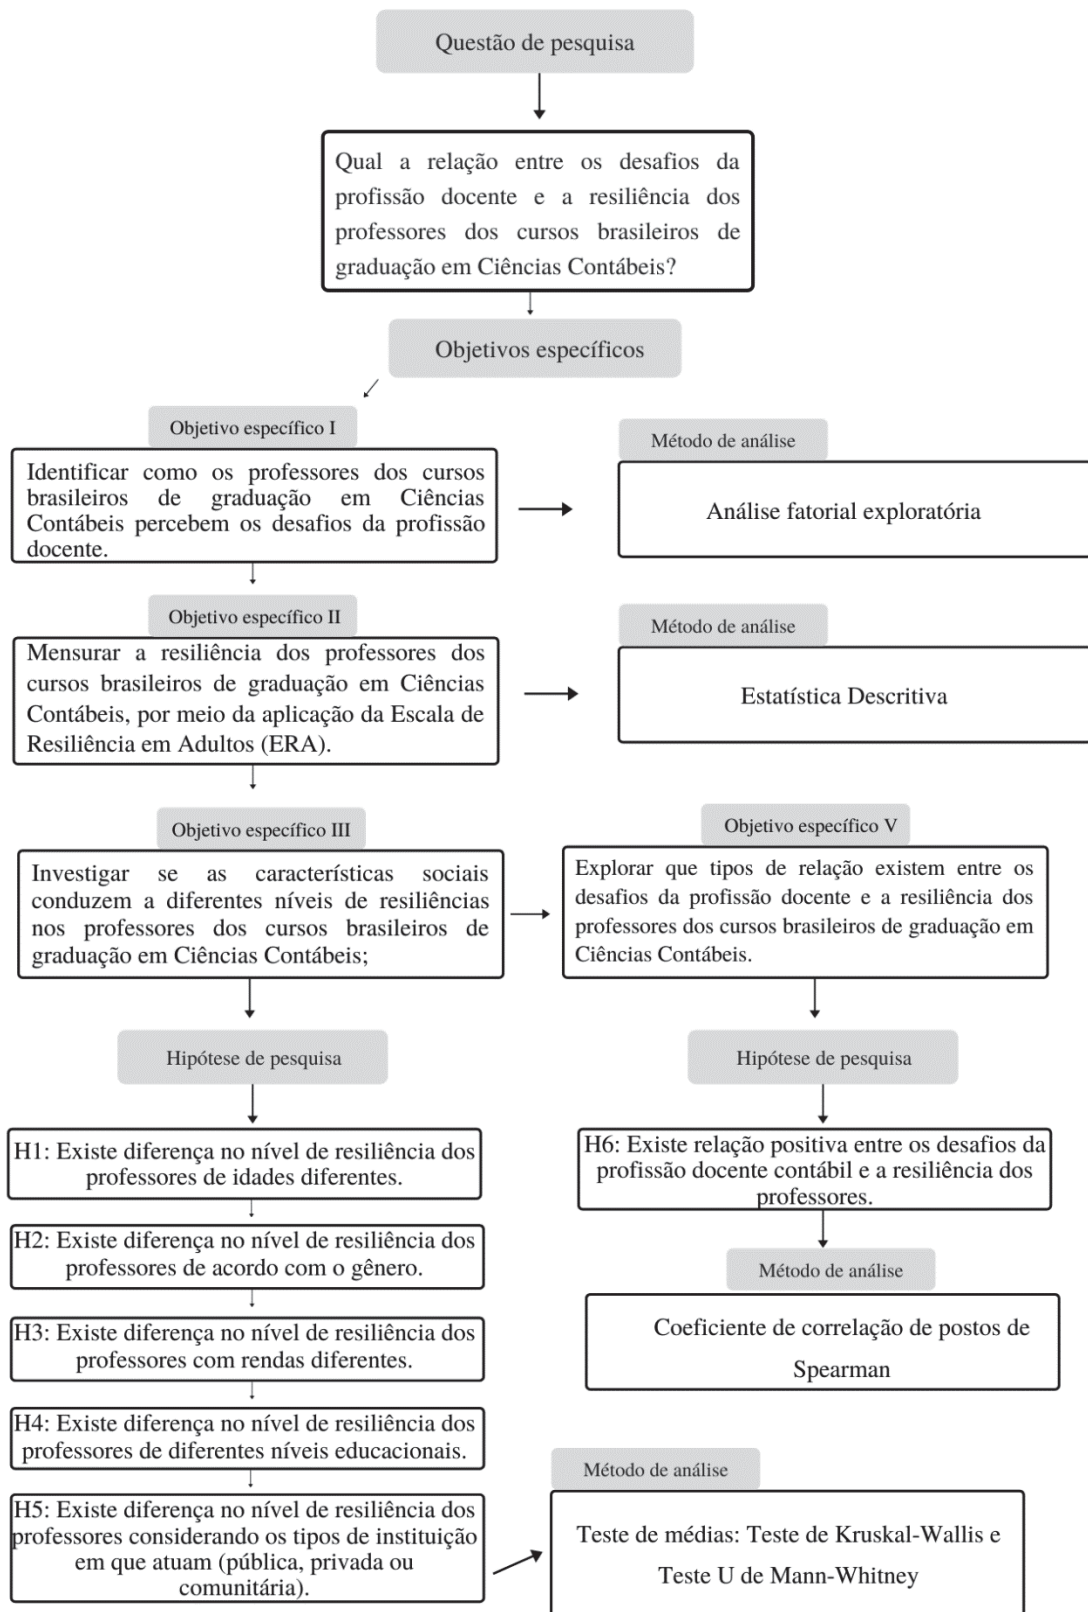 Questão de pesquisa
Qual a relação entre os desafios da
profissão docente e a resiliência dos
professores dos cursos brasileiros de
graduação em Ciências Contábeis?
Objetivos específicos
Objetivo específico I
Identificar como os professores dos cursos
brasileiros de graduação em Ciências
Contábeis percebem os desafios da profissão
docente.
Método de análise
Análise fatorial exploratória
Objetivo específico II
Mensurar a resiliência dos professores dos
cursos brasileiros de graduação em Ciências
Contábeis, por meio da aplicação da Escala de
Resiliência em Adultos (ERA).
Método de análise
Estatística Descritiva
Objetivo específico III
Investigar se as características sociais
conduzem a diferentes níveis de resiliências
nos professores dos cursos brasileiros de
graduação em Ciências Contábeis;
Objetivo específico V
Explorar que tipos de relação existem entre os
desafios da profissão docente e a resiliência dos
professores dos cursos brasileiros de graduação em
Ciências Contábeis.
Hipótese de pesquisa
H1: Existe diferença no nível de resiliência dos
professores de idades diferentes.
H2: Existe diferença no nível de resiliência dos
professores de acordo com o gênero.
H3: Existe diferença no nível de resiliência dos
professores com rendas diferentes.
H4: Existe diferença no nível de resiliência dos
professores de diferentes níveis educacionais.
H5: Existe diferença no nível de resiliência dos
professores considerando os tipos de instituição
em que atuam (pública, privada ou
comunitária).
Método de análise
Teste de médias: Teste de Kruskal-Wallis e
Teste U de Mann-Whitney
Hipótese de pesquisa
H6: Existe relação positiva entre os desafios da
profissão docente contábil e a resiliência dos
professores.
Método de análise
Coeficiente de correlação de postos de
Spearman